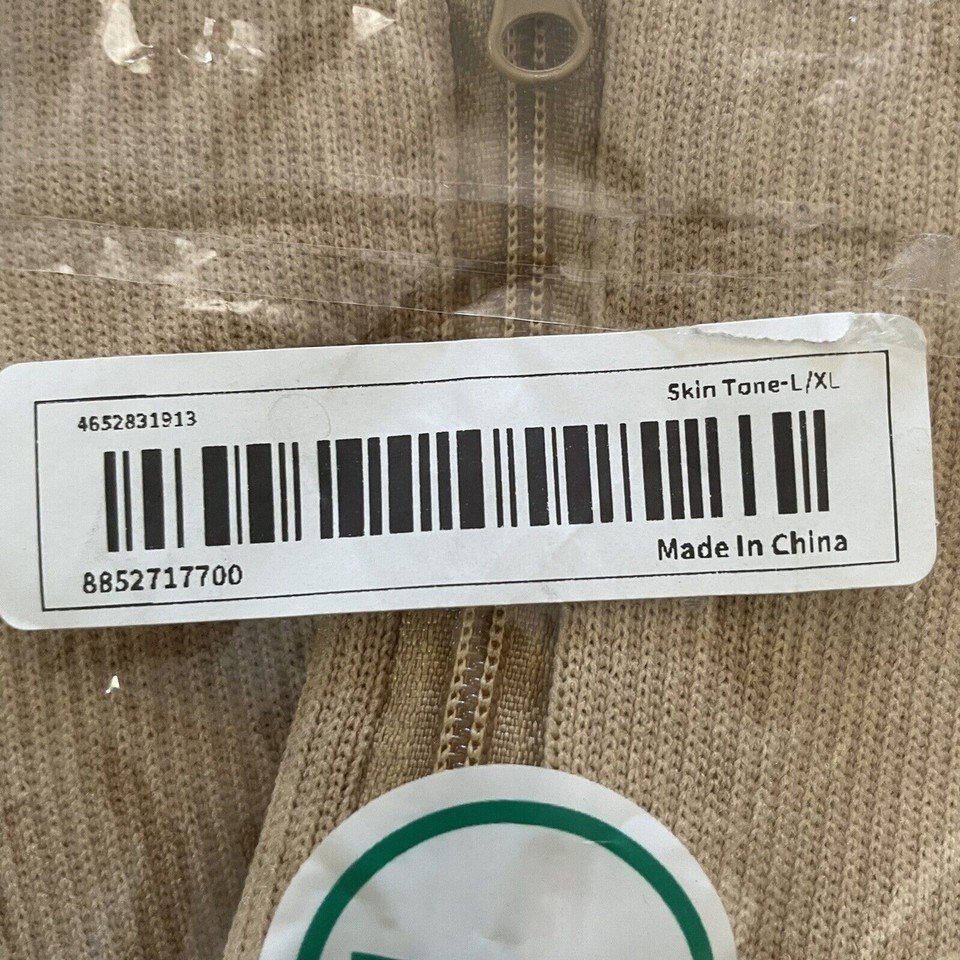 4652831913
Skin Tone-L/XL
8852717700
Made In China